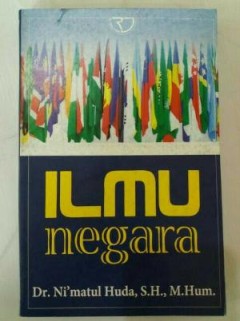 ILMU
negara
Dr. Ni'matul Huda, S.H., M.Hum.